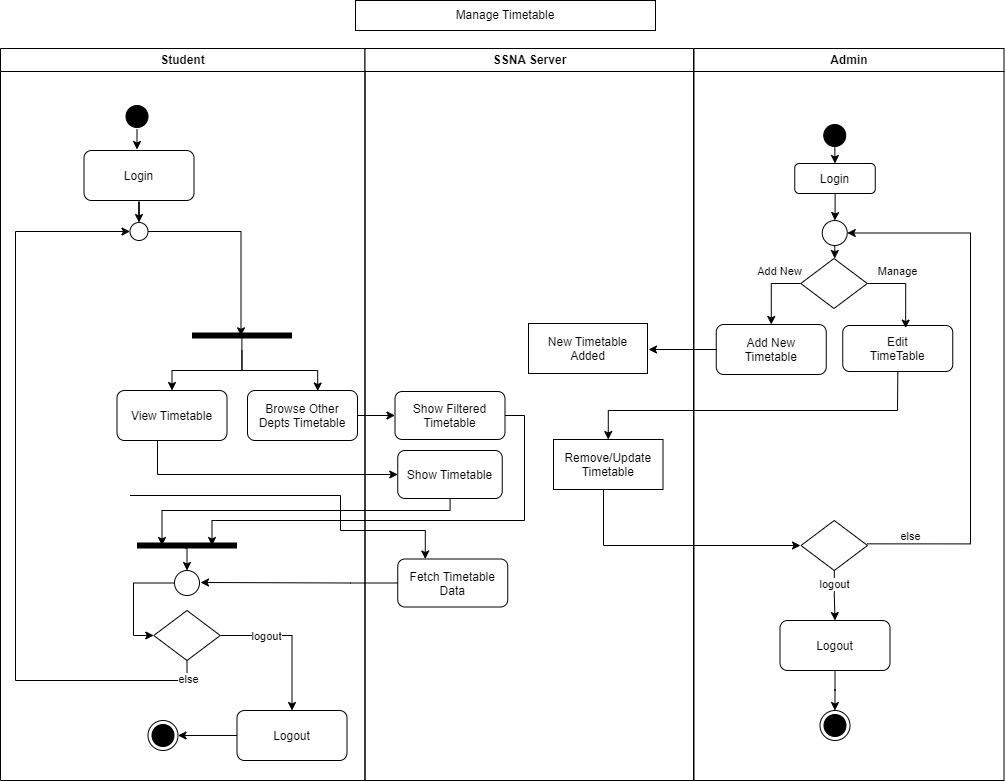 Manage Timetable
Student
SSNA Server
Admin
Login
Login
Add New
Manage
New Timetable
Added
Add New
Timetable
Edit
TimeTable
View Timetable
Browse Other
Depts Timetable
Show Filtered
Timetable
Remove/Update
Timetable
Show Timetable
else
Fetch Timetable
Data
logout
logout
Logout
else
Logout